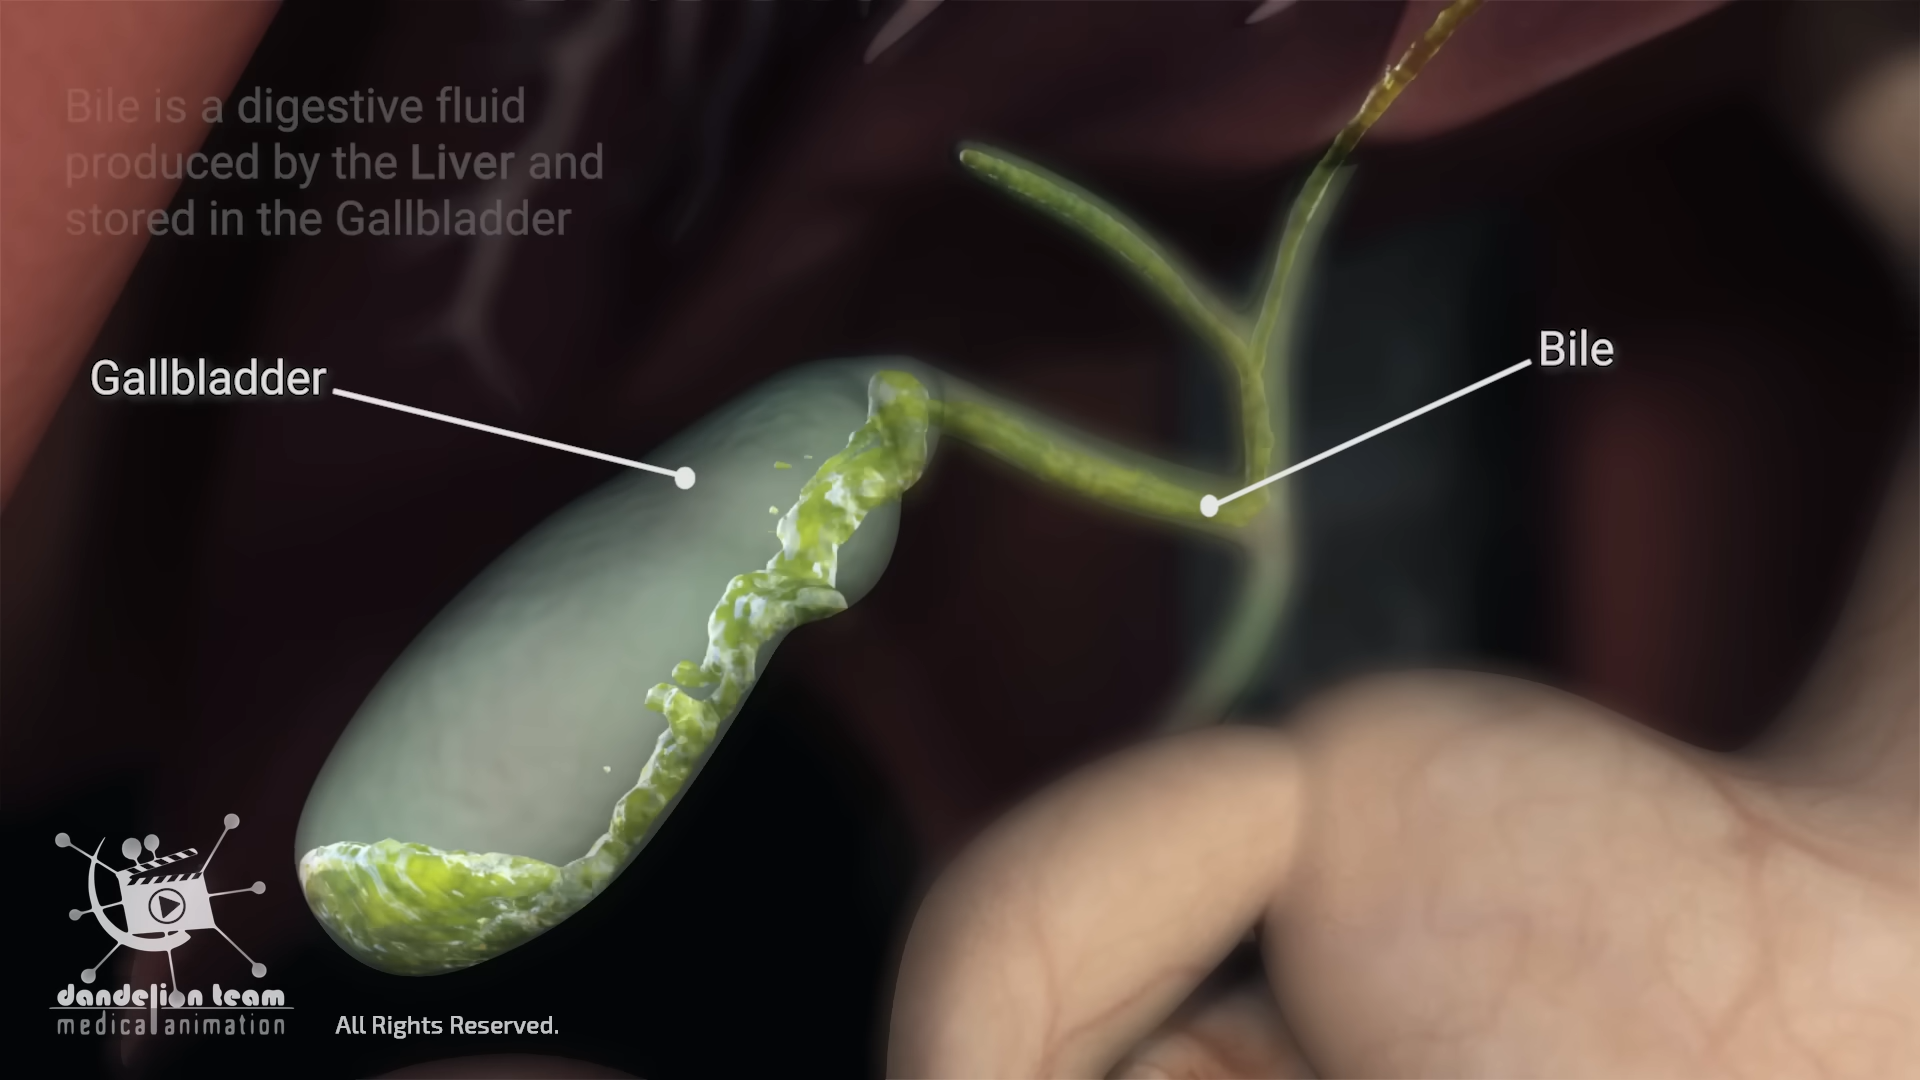 Bile is a digestive fluid
produced by the Liver and
stored in the Gallbladder
Gallbladder
Bile
dandelion team
medical animation
All Rights Reserved.